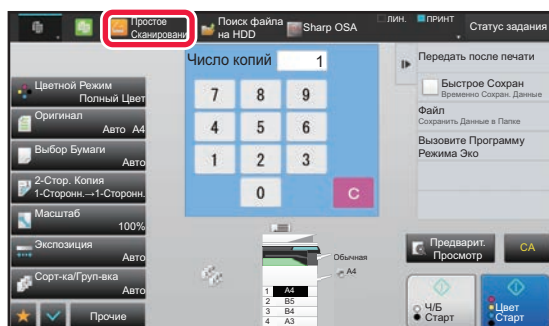 Простое
Сканировани
Поиск файла
на HDD
Sharp OSA
ЛИН.
ПРИНТ
Статус задания
Число копий
1
Передать после печати
Цветной Режим
Полный Цвет
7 8 9
Быстрое Сохран
Временно Сохран. Данные
Оригинал
Авто A4
4 5 6
Файл
Сохранить Данные в Папке
Выбор Бумаги
Авто
1 2 3
Вызовите Программу
Режима Эко
2-Стор. Копия
1-Сторонн.→1-Сторонн.
0
C
Масштаб
100%
Экспозиция
Авто
Обычная
A4
Предварит.
Просмотр
CA
Сорт-ка/Груп-вка
Авто
1 A4
2 B5
3 B4
4 A3
Прочие
Ч/Б
Старт
Цвет
Старт